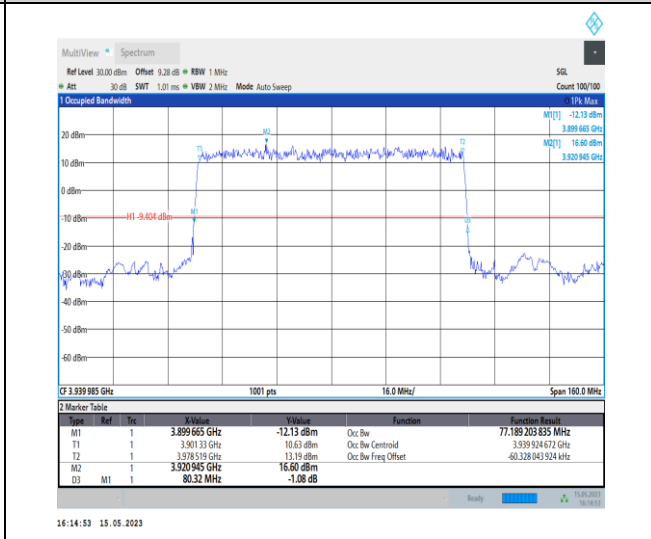 MultiView Spectrum
Ref Level 30.00 dBm Offset 9.28 dB RBW 1 MHz SGL
Att 30 dB SWT 1.01 ms VBW 2 MHz Mode Auto Sweep Count 100/100
1 Occupied Bandwidth 1Pk Max
M1[1] -12.13 dBm
3.899 665 GHz
M2[1] 16.60 dBm
3.920 945 GHz
20 dBm
M2
T1
T2
10 dBm
0 dBm
-10 dBm
H1 -9.404 dBm
M1
D3
-20 dBm
-30 dBm
-40 dBm
-50 dBm
-60 dBm
CF 3.939 985 GHz 1001 pts 16.0 MHz/ Span 160.0 MHz
2 Marker Table
Type Ref Trc X-Value Y-Value Function Function Result
M1 1 3.899 665 GHz -12.13 dBm Occ Bw 77.189 203 835 MHz
T1 1 3.901 33 GHz 10.63 dBm Occ Bw Centroid 3.939 924 672 GHz
T2 1 3.978 519 GHz 13.19 dBm Occ Bw Freq Offset -60.328 043 924 kHz
M2 1 3.920 945 GHz 16.60 dBm
D3 M1 1 80.32 MHz -1.08 dB
Ready 15.05.2023
16:14:53
16:14:53 15.05.2023